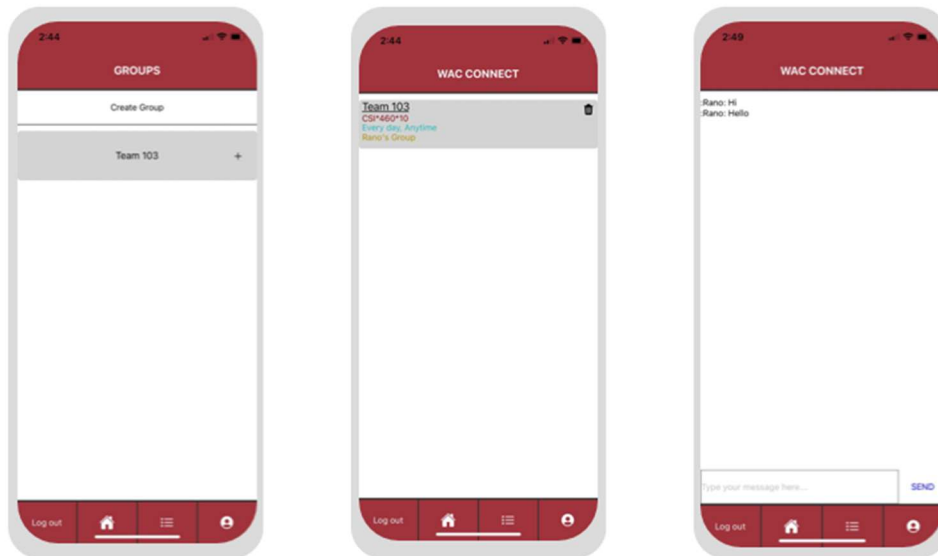 2:44
GROUPS
Create Group
Team 103 +
Log out
2:44
WAC CONNECT
Team 103
CSI*460*10
Every day, Anytime
Rano's Group
Log out
2:49
WAC CONNECT
:Rano: Hi
:Rano: Hello
Type your message here...
SEND
Log out